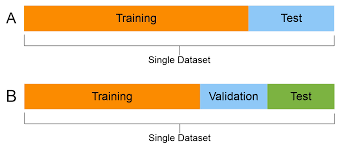 A Training Test
Single Dataset
B Training Validation Test
Single Dataset